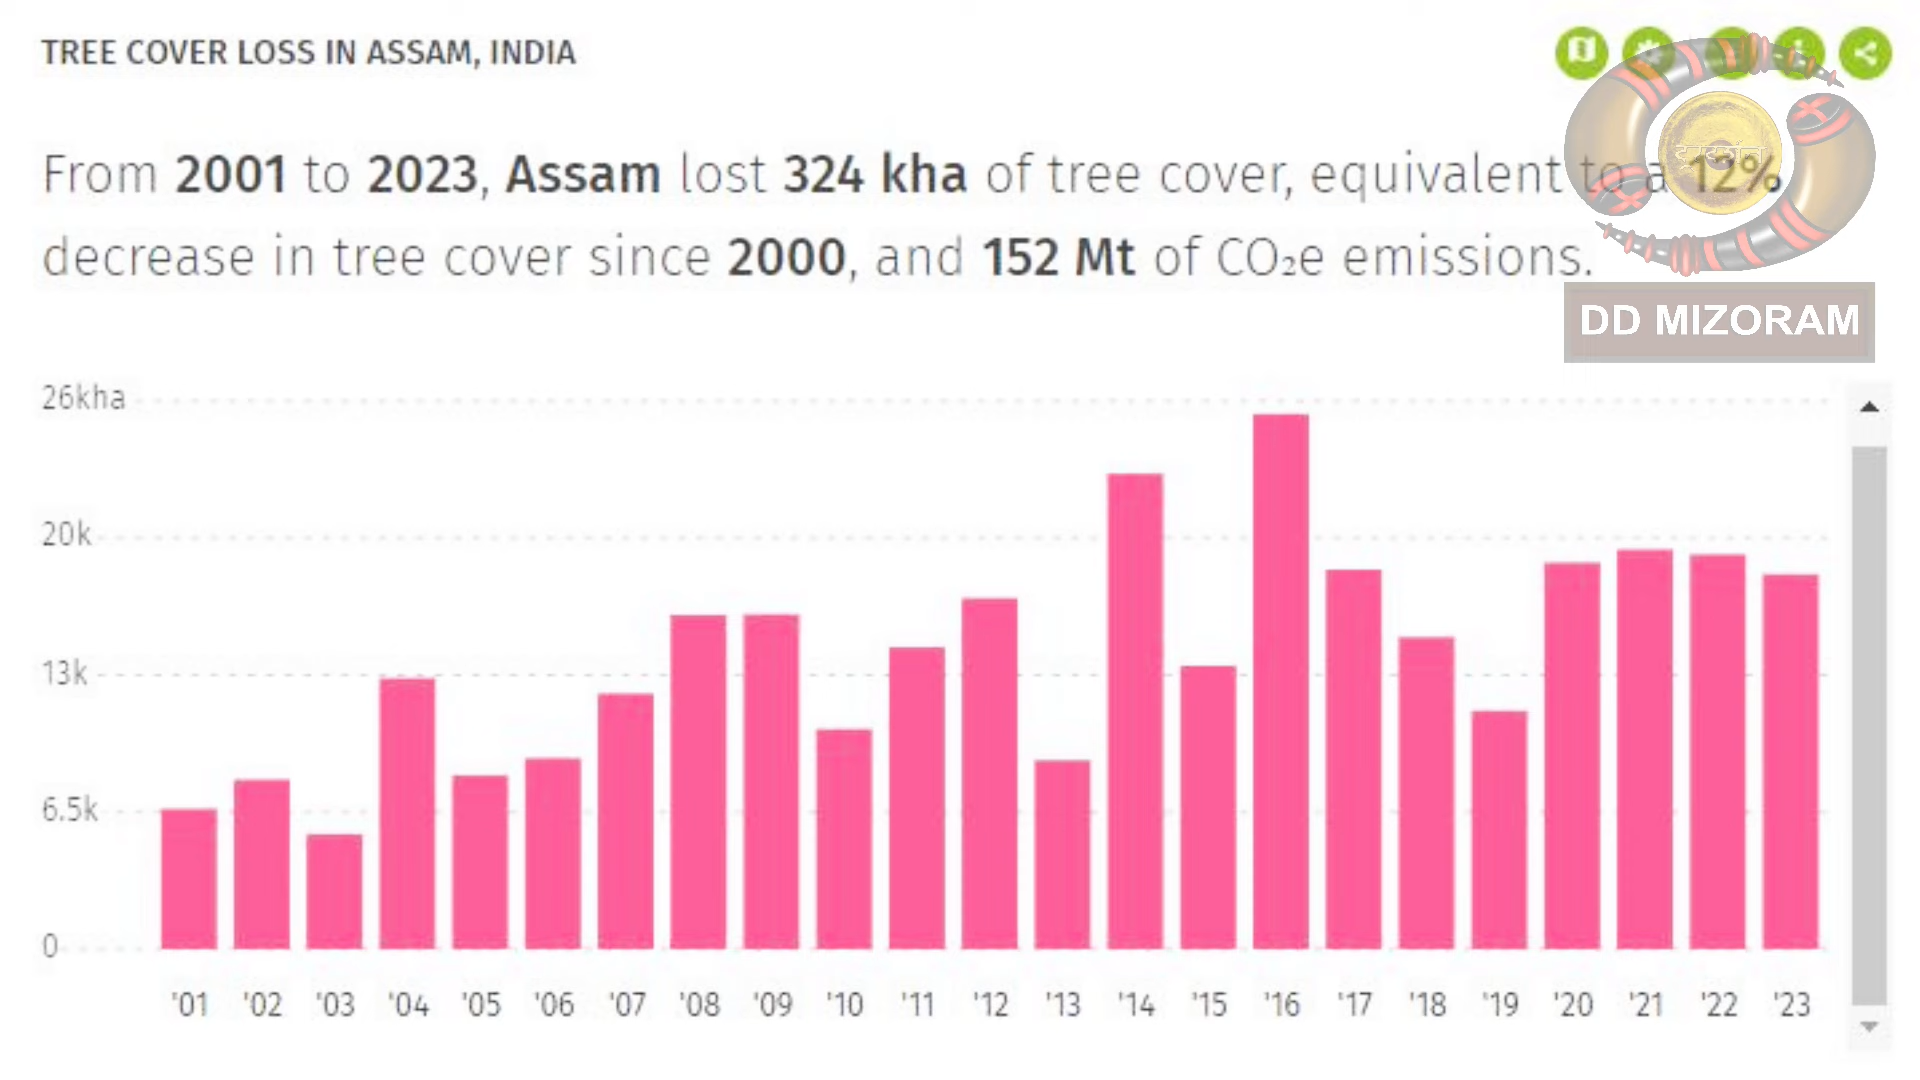 TREE COVER LOSS IN ASSAM, INDIA
From 2001 to 2023, Assam lost 324 kha of tree cover, equivalent to a 12%
decrease in tree cover since 2000, and 152 Mt of CO₂e emissions.
DD MIZORAM
26kha
20k
13k
6.5k
0
'01 '02 '03 '04 '05 '06 '07 '08 '09 '10 '11 '12 '13 '14 '15 '16 '17 '18 '19 '20 '21 '22 '23